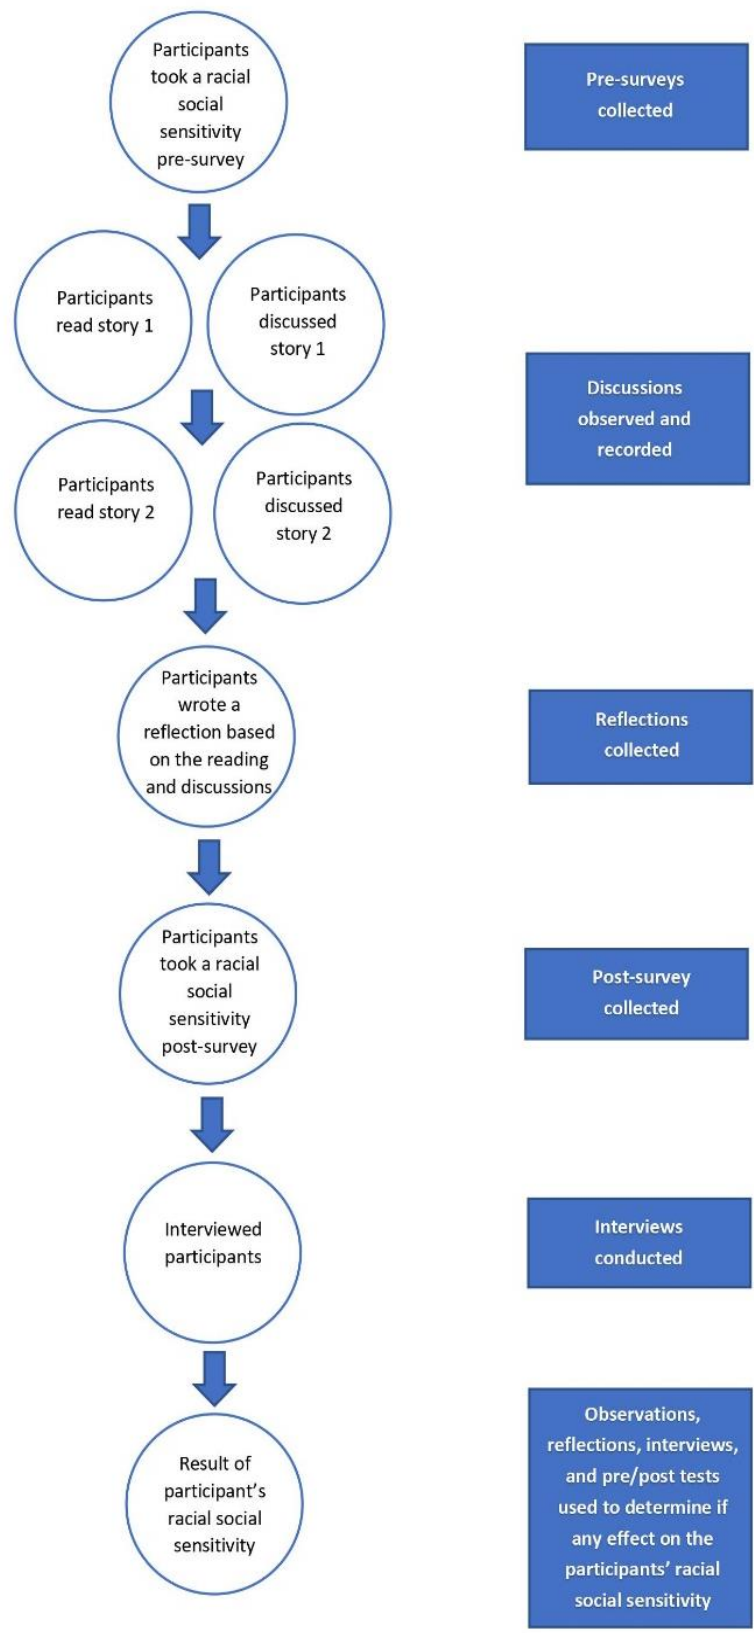 Participants
took a racial
social
sensitivity
pre-survey
Pre-surveys
collected
Participants
read story 1
Participants
discussed
story 1
Discussions
observed and
recorded
Participants
read story 2
Participants
discussed
story 2
Participants
wrote a
reflection based
on the reading
and discussions
Reflections
collected
Participants
took a racial
social
sensitivity
post-survey
Post-survey
collected
Interviewed
participants
Interviews
conducted
Result of
participant’s
racial social
sensitivity
Observations,
reflections, interviews,
and pre/post tests
used to determine if
any effect on the
participants’ racial
social sensitivity